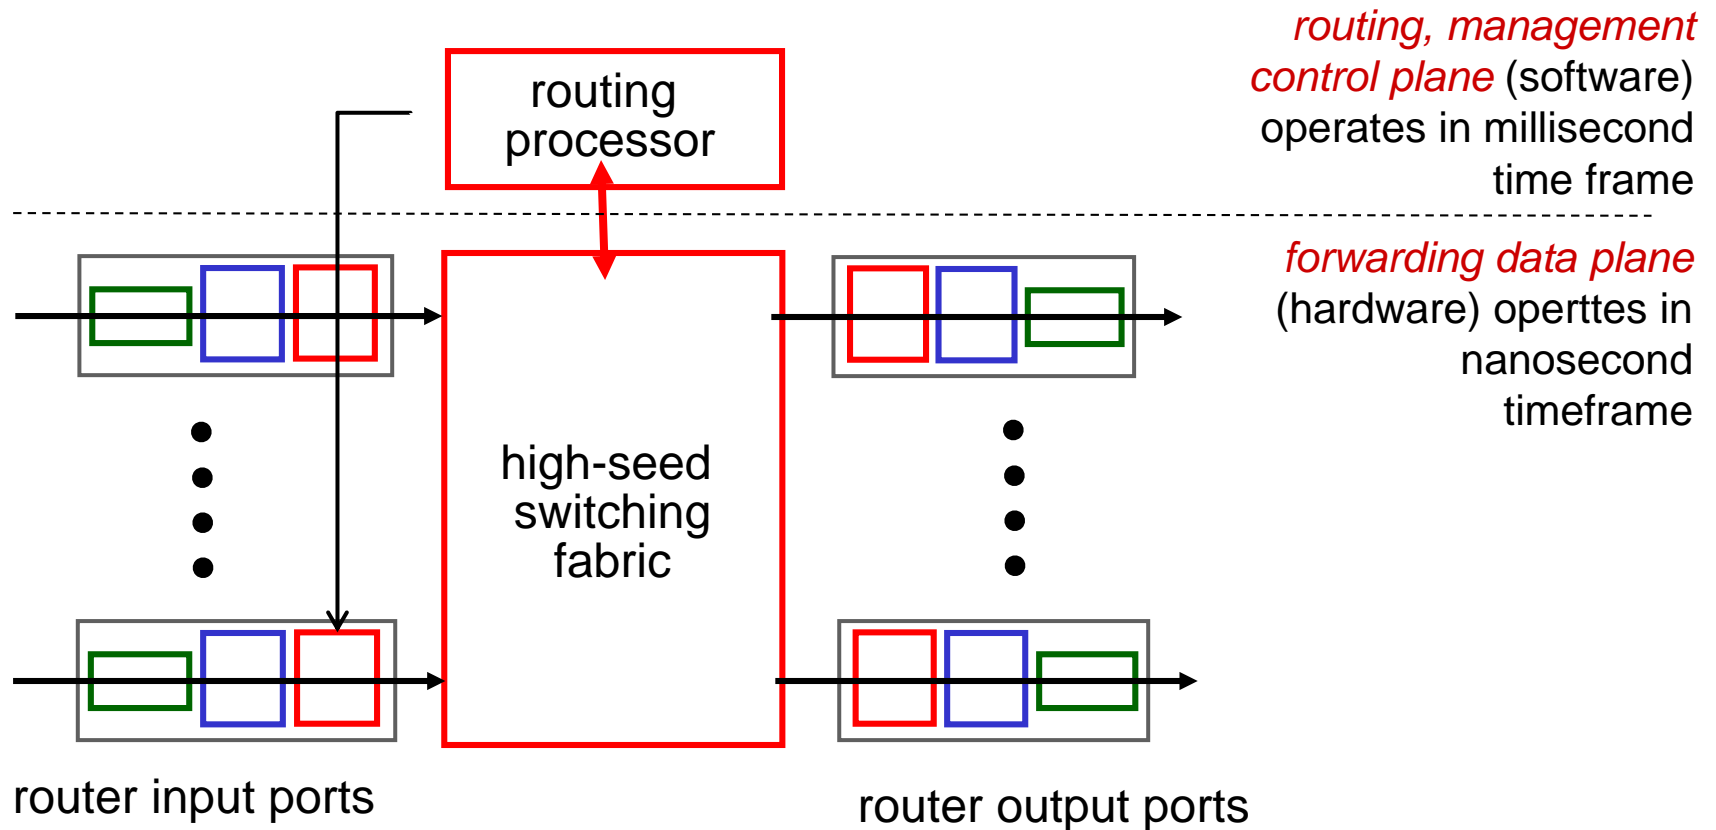 routing, management
control plane (software)
operates in millisecond
time frame
routing
processor
forwarding data plane
(hardware) operttes in
nanosecond
timeframe
high-seed
switching
fabric
router input ports
router output ports